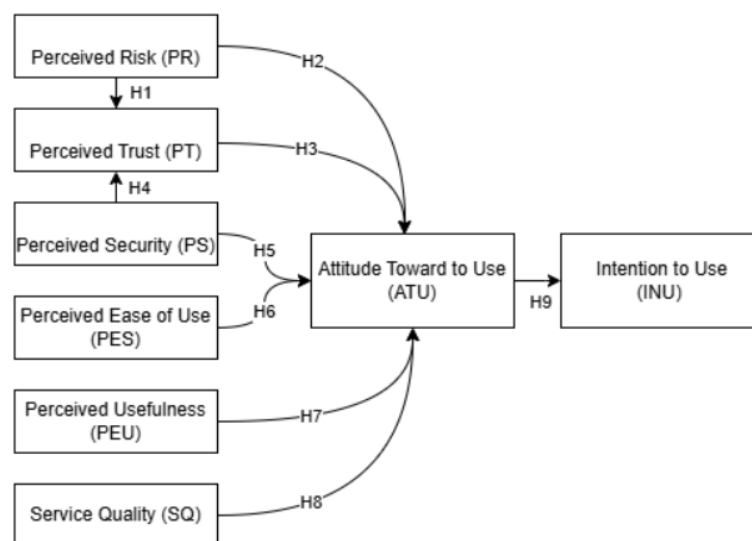 Perceived Risk (PR)
H1
H2
Perceived Trust (PT)
H3
H4
Perceived Security (PS)
H5
Perceived Ease of Use
(PES)
H6
Attitude Toward to Use
(ATU)
H9
Intention to Use
(INU)
Perceived Usefulness
(PEU)
H7
Service Quality (SQ)
H8